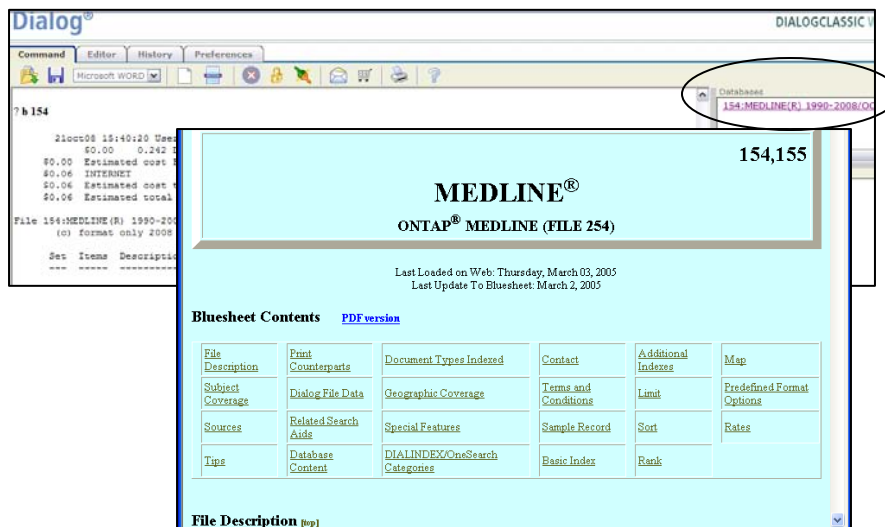 Dialog®
DIALOGCLASSIC
Command Editor History Preferences
Microsoft WORD
Databases
154:MEDLINE(R) 1990-2008/OC
? b 154
21oct08 15:40:20 User
$0.00 0.242
$0.00 Estimated cost
$0.06 INTERNET
$0.06 Estimated cost
$0.06 Estimated total
File 154:MEDLINE(R) 1990-200
(c) format only 2008
Set Items Descriptio
--- ----- ----------
154,155
MEDLINE®
ONTAP® MEDLINE (FILE 254)
Last Loaded on Web: Thursday, March 03, 2005
Last Update To Bluesheet: March 2, 2005
Bluesheet Contents PDF version
File Description
Print Counterparts
Document Types Indexed
Contact
Additional Indexes
Map
Subject Coverage
Dialog File Data
Geographic Coverage
Terms and Conditions
Limit
Predefined Format Options
Sources
Related Search Aids
Special Features
Sample Record
Sort
Rates
Tips
Database Content
DIALINDEX/OneSearch Categories
Basic Index
Rank
File Description [top]